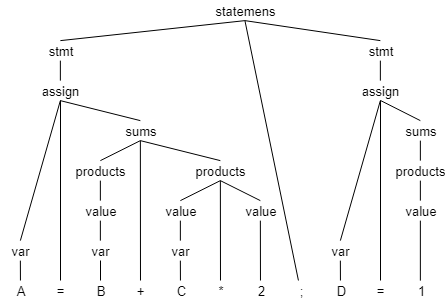 statemens
stmt stmt
assign assign
sums sums
products products products
value value value value
var var var var
A = B + C * 2 ; D = 1